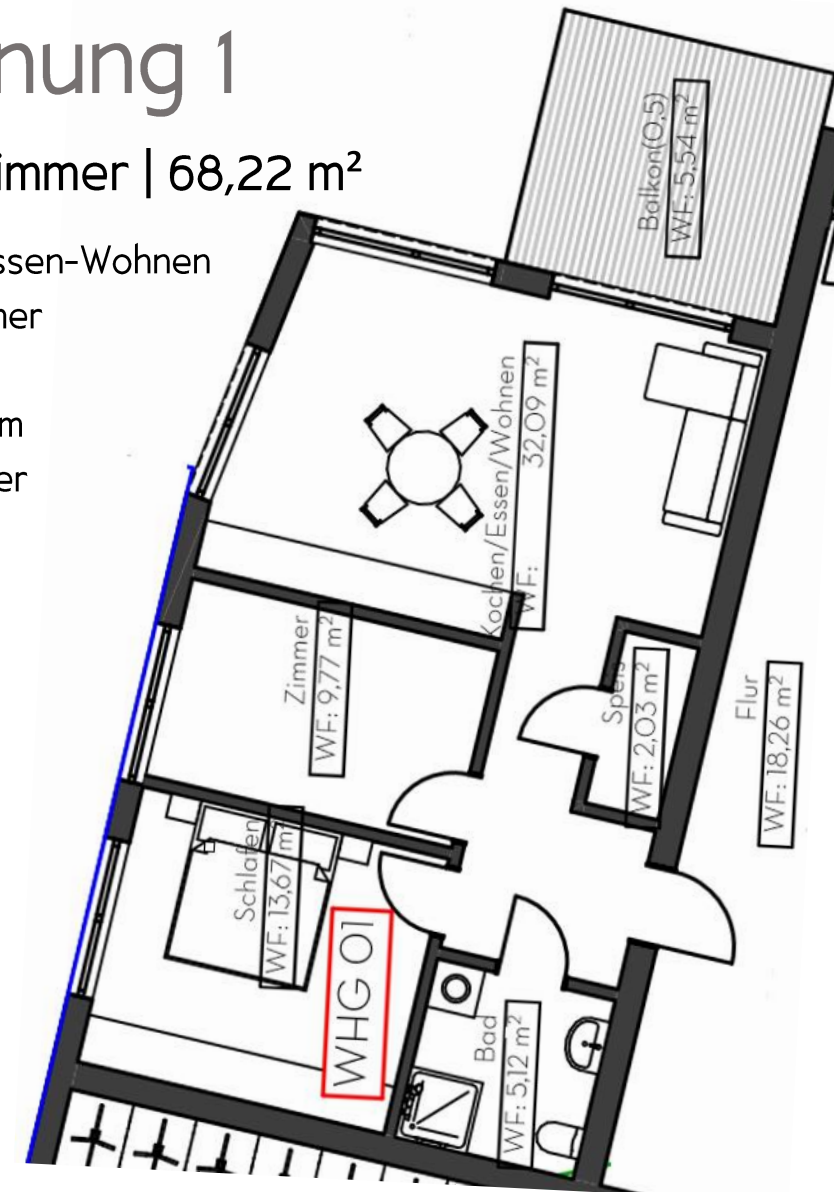 nung 1
immer | 68,22 m²
ssen-Wohnen
ner
m
er
Balkon(0,5)
WF: 5,54 m²
Kochen/Essen/Wohnen
WF: 32,09 m²
Zimmer
WF: 9,77 m²
Speis
WF: 2,03 m²
Flur
WF: 18,26 m²
Schlafen
WF: 13,67 m²
WHG 01
Bad
WF: 5,12 m²